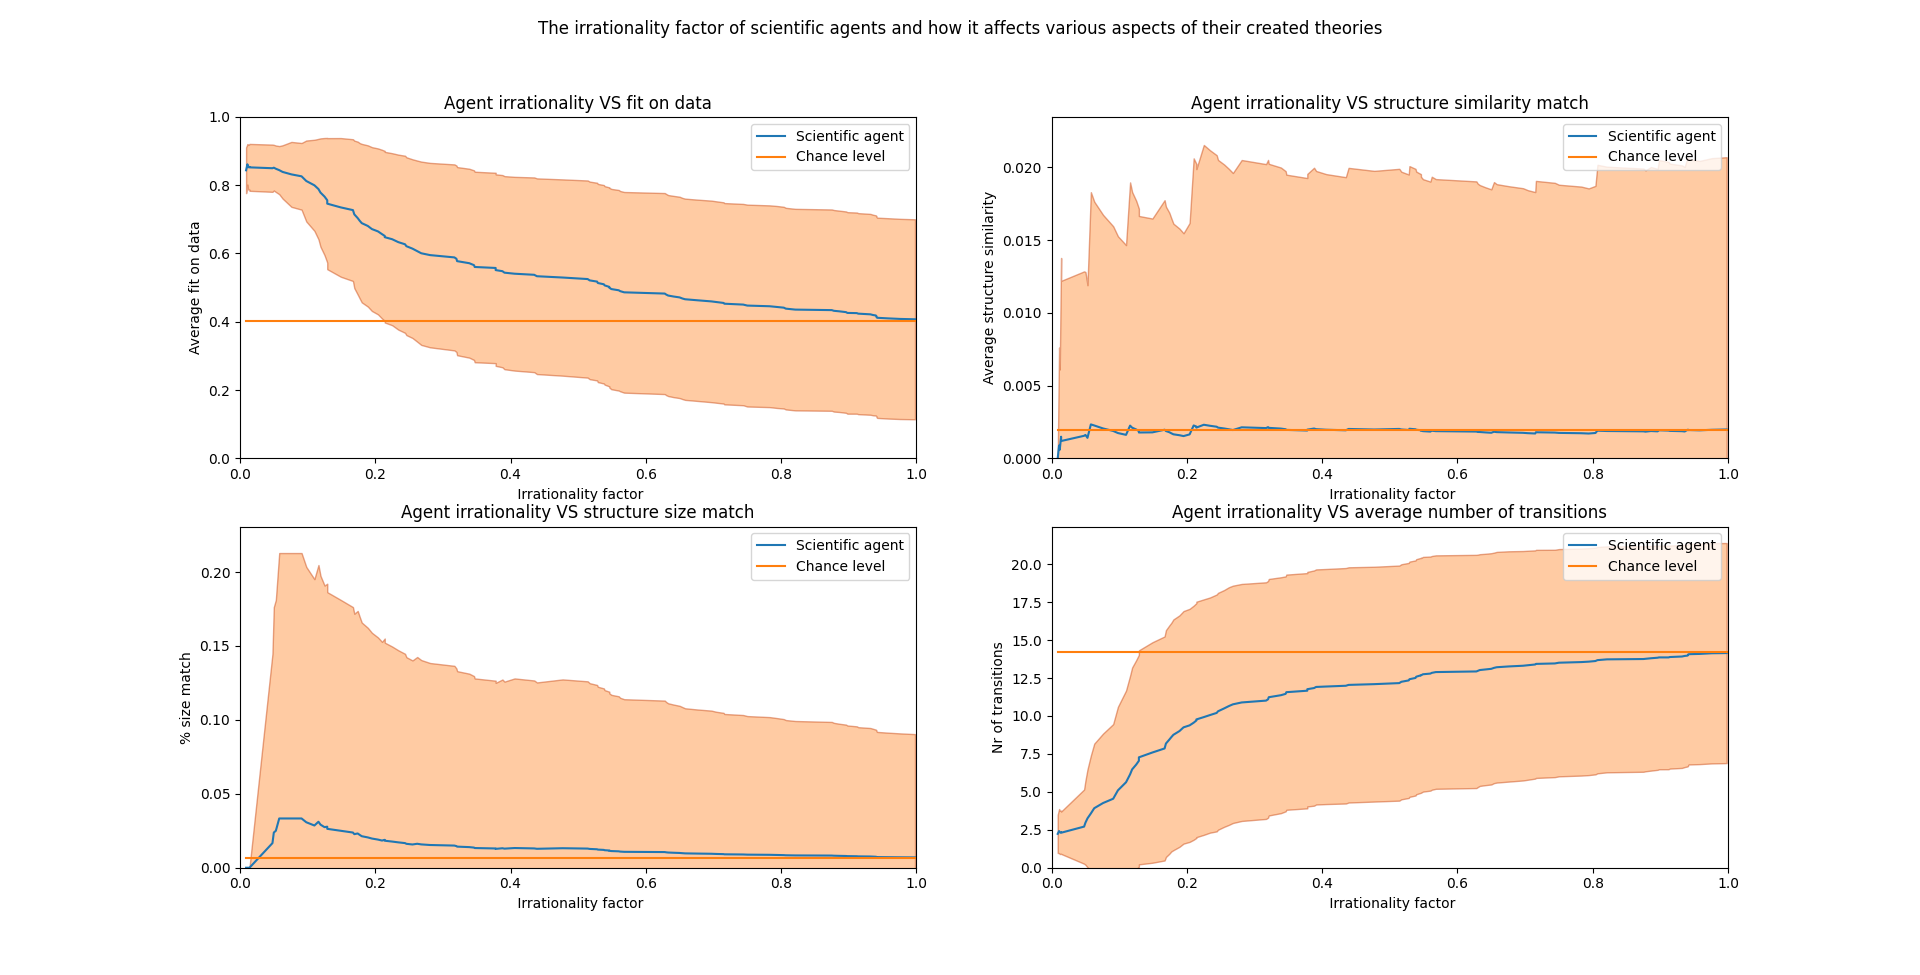 The irrationality factor of scientific agents and how it affects various aspects of their created theories
Agent irrationality VS fit on data
Scientific agent
Chance level
1.0
0.8
0.6
0.4
0.2
0.0
Average fit on data
0.0 0.2 0.4 0.6 0.8 1.0
Irrationality factor
Agent irrationality VS structure similarity match
Scientific agent
Chance level
0.020
0.015
0.010
0.005
0.000
Average structure similarity
0.0 0.2 0.4 0.6 0.8 1.0
Irrationality factor
Agent irrationality VS structure size match
Scientific agent
Chance level
0.20
0.15
0.10
0.05
0.00
% size match
0.0 0.2 0.4 0.6 0.8 1.0
Irrationality factor
Agent irrationality VS average number of transitions
Scientific agent
Chance level
20.0
17.5
15.0
12.5
10.0
7.5
5.0
2.5
0.0
Nr of transitions
0.0 0.2 0.4 0.6 0.8 1.0
Irrationality factor